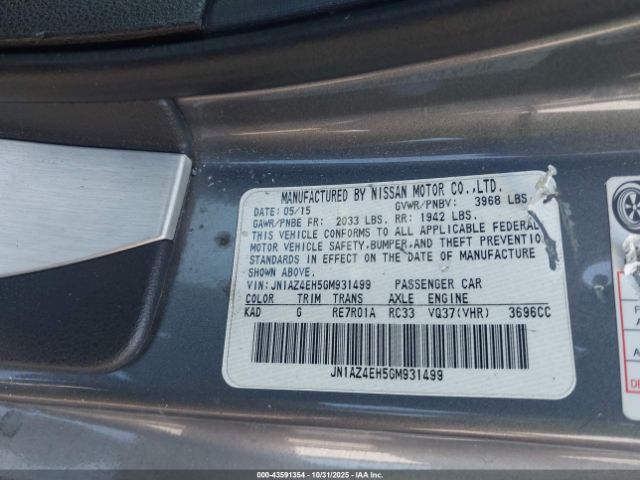 MANUFACTURED BY NISSAN MOTOR CO.,LTD.
DATE: 05/15 GVWR/PNBV: 3968 LBS
GAWR/PNBE FR: 2033 LBS. RR: 1942 LBS.
THIS VEHICLE CONFORMS TO ALL APPLICABLE FEDERAL
MOTOR VEHICLE SAFETY,BUMPER,AND THEFT PREVENTIO
STANDARDS IN EFFECT ON THE DATE OF MANUFACTURE
SHOWN ABOVE.
VIN: JN1AZ4EH5GM931499 PASSENGER CAR
COLOR TRIM TRANS AXLE ENGINE
KAD G RE7R01A RC33 VQ37(VHR) 3696CC
JN1AZ4EH5GM931499
000-43591354 - 10/31/2025 - IAAI.COM